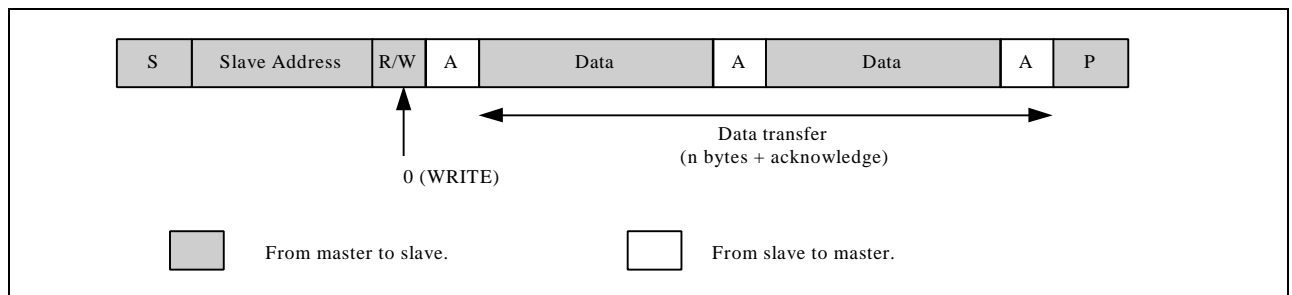 S Slave Address R/W A Data A Data A P
Data transfer
(n bytes + acknowledge)
0 (WRITE)
From master to slave. From slave to master.